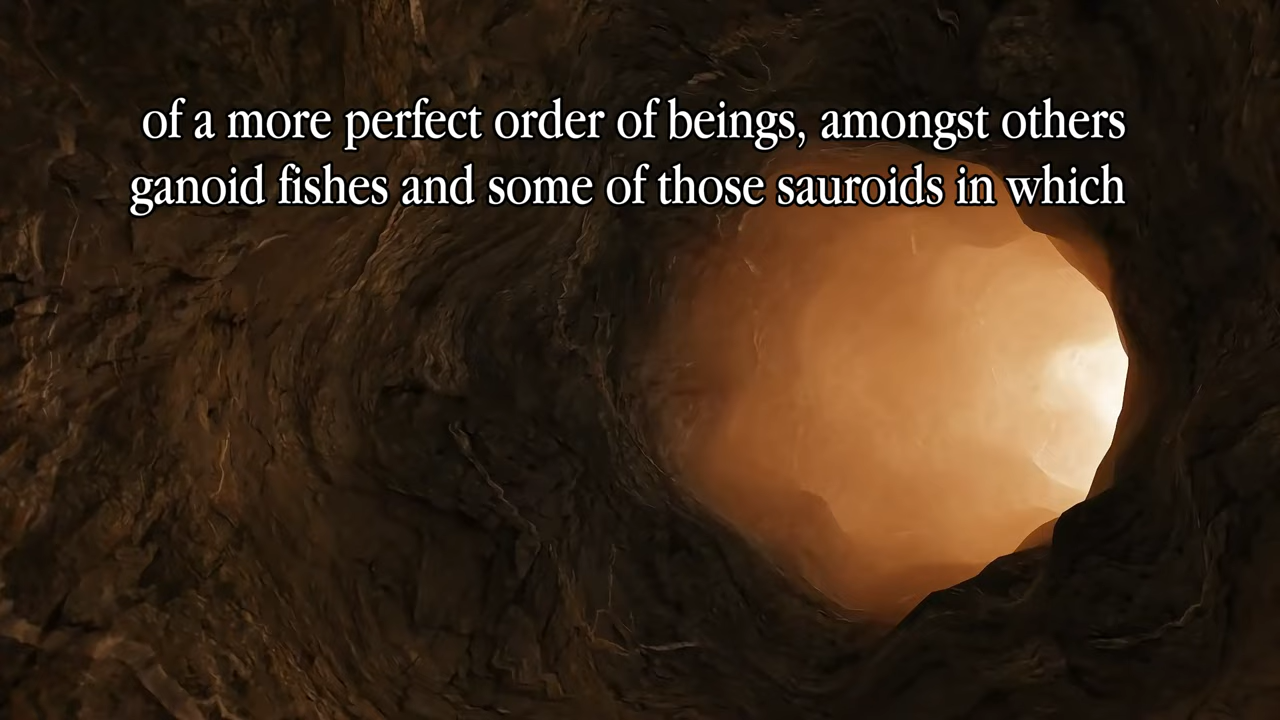 of a more perfect order of beings, amongst others
ganoid fishes and some of those sauroids in which